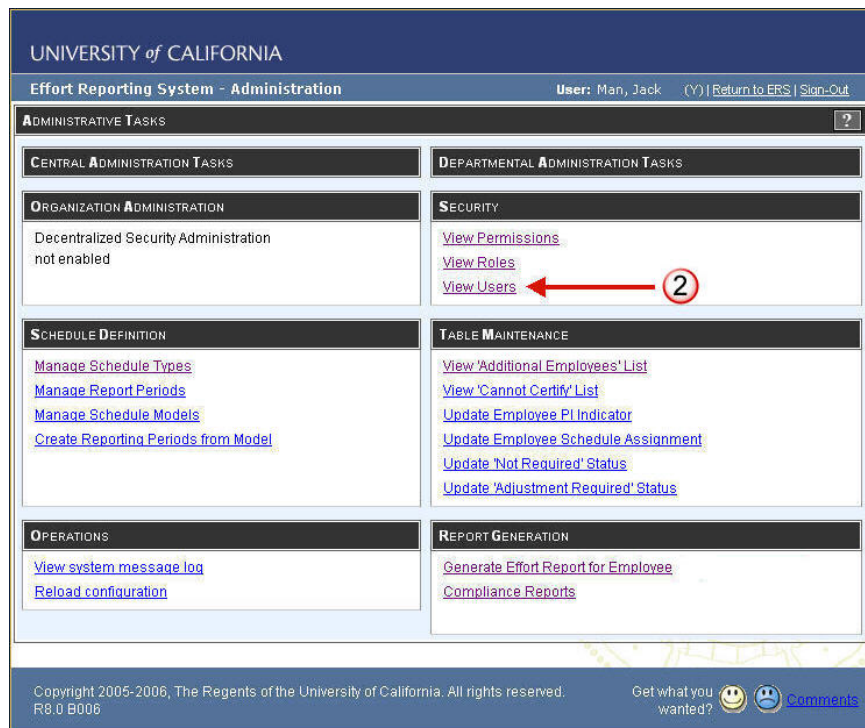 UNIVERSITY of CALIFORNIA
Effort Reporting System - Administration
User: Man, Jack (Y) | Return to ERS | Sign-Out
ADMINISTRATIVE TASKS
?
CENTRAL ADMINISTRATION TASKS
ORGANIZATION ADMINISTRATION
Decentralized Security Administration
not enabled
SCHEDULE DEFINITION
Manage Schedule Types
Manage Report Periods
Manage Schedule Models
Create Reporting Periods from Model
OPERATIONS
View system message log
Reload configuration
DEPARTMENTAL ADMINISTRATION TASKS
SECURITY
View Permissions
View Roles
View Users
2
TABLE MAINTENANCE
View 'Additional Employees' List
View 'Cannot Certify' List
Update Employee PI Indicator
Update Employee Schedule Assignment
Update 'Not Required' Status
Update 'Adjustment Required' Status
REPORT GENERATION
Generate Effort Report for Employee
Compliance Reports
Copyright 2005-2006, The Regents of the University of California. All rights reserved.
R8.0 B006
Get what you
wanted?
Comments